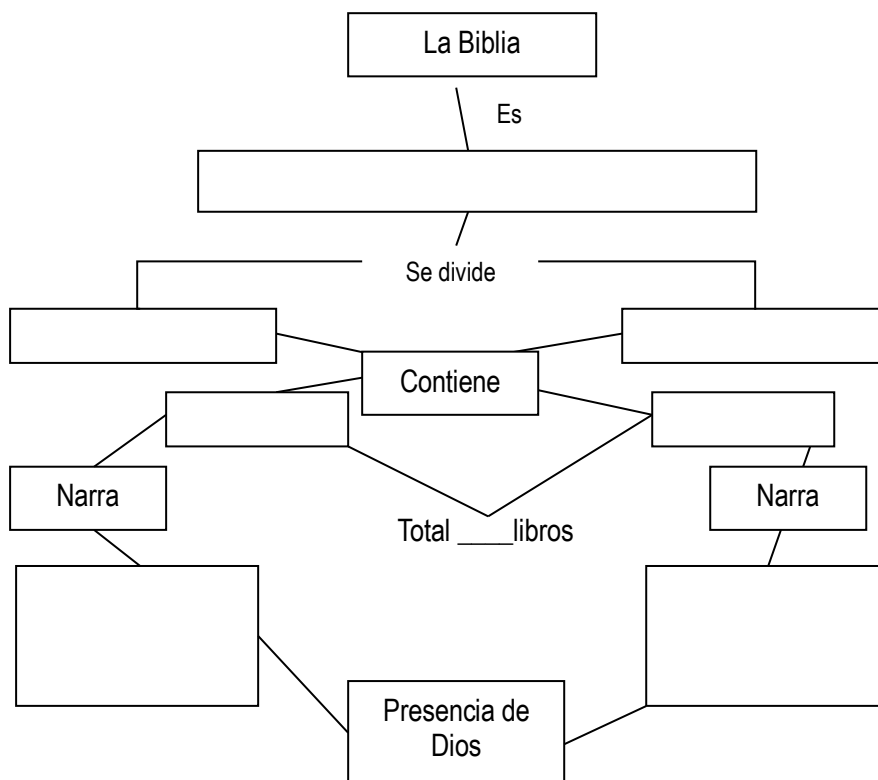 La Biblia
Es
Se divide
Contiene
Narra
Narra
Total ____libros
Presencia de
Dios